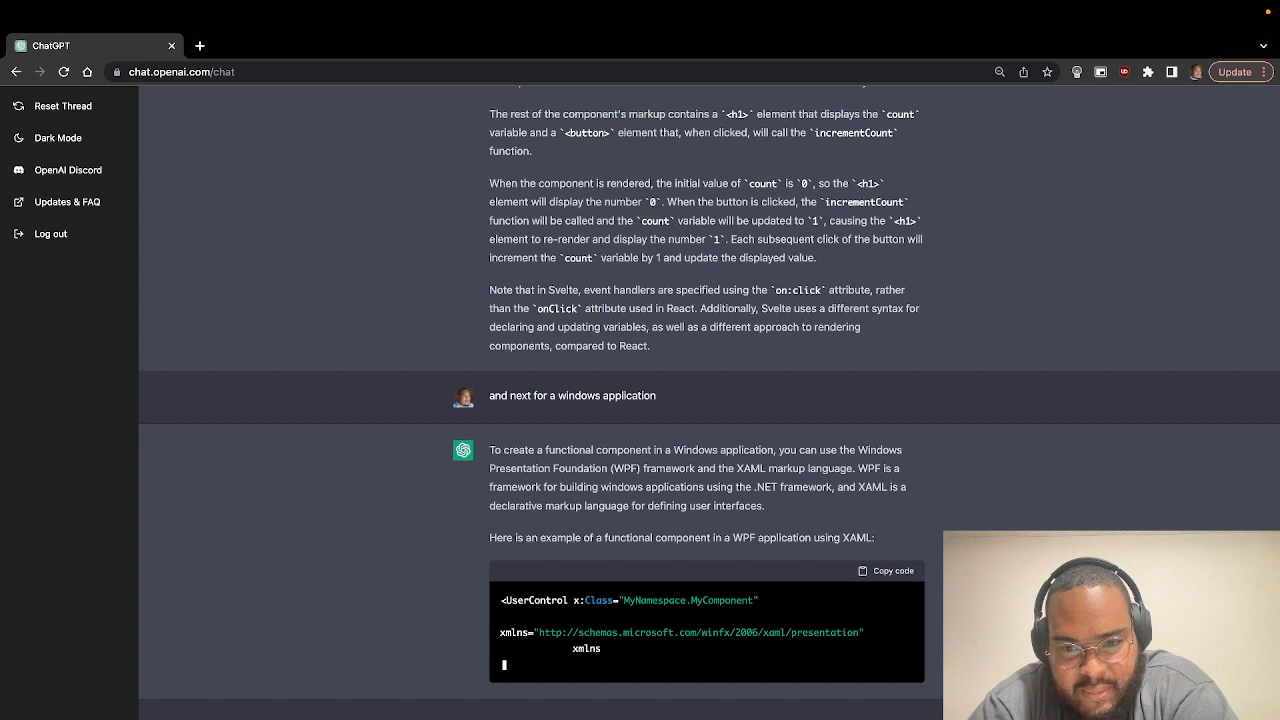 ChatGPT
chat.openai.com/chat
Update
Reset Thread
Dark Mode
OpenAI Discord
Updates & FAQ
Log out
The rest of the component's markup contains a `<h1>` element that displays the `count`
variable and a `<button>` element that, when clicked, will call the `incrementCount`
function.
When the component is rendered, the initial value of `count` is `0`, so the `<h1>`
element will display the number `0`. When the button is clicked, the `incrementCount`
function will be called and the `count` variable will be updated to `1`, causing the `<h1>`
element to re-render and display the number `1`. Each subsequent click of the button will
increment the `count` variable by 1 and update the displayed value.
Note that in Svelte, event handlers are specified using the `on:click` attribute, rather
than the `onClick` attribute used in React. Additionally, Svelte uses a different syntax for
declaring and updating variables, as well as a different approach to rendering
components, compared to React.
and next for a windows application
To create a functional component in a Windows application, you can use the Windows
Presentation Foundation (WPF) framework and the XAML markup language. WPF is a
framework for building windows applications using the .NET framework, and XAML is a
declarative markup language for defining user interfaces.
Here is an example of a functional component in a WPF application using XAML:
Copy code
<UserControl x:Class="MyNamespace.MyComponent"
xmlns="http://schemas.microsoft.com/winfx/2006/xaml/presentation"
xmlns